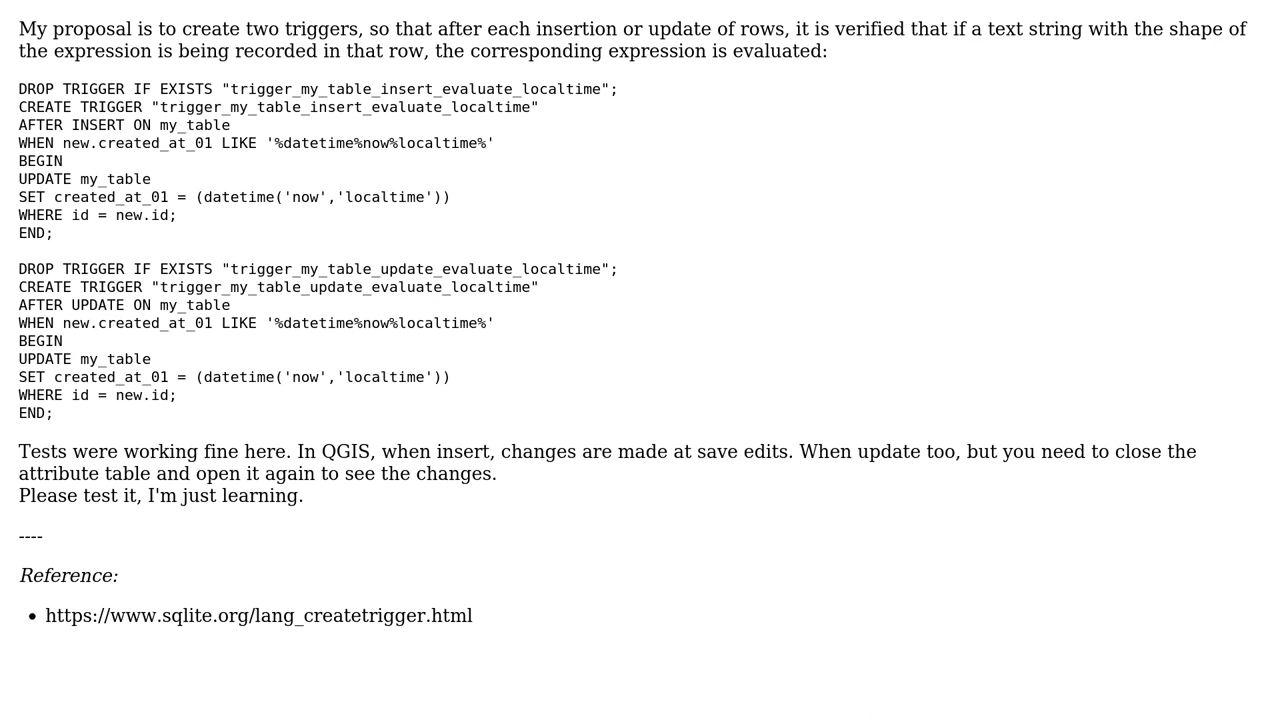 My proposal is to create two triggers, so that after each insertion or update of rows, it is verified that if a text string with the shape of
the expression is being recorded in that row, the corresponding expression is evaluated:
DROP TRIGGER IF EXISTS "trigger_my_table_insert_evaluate_localtime";
CREATE TRIGGER "trigger_my_table_insert_evaluate_localtime"
AFTER INSERT ON my_table
WHEN new.created_at_01 LIKE '%datetime%now%localtime%'
BEGIN
UPDATE my_table
SET created_at_01 = (datetime('now','localtime'))
WHERE id = new.id;
END;
DROP TRIGGER IF EXISTS "trigger_my_table_update_evaluate_localtime";
CREATE TRIGGER "trigger_my_table_update_evaluate_localtime"
AFTER UPDATE ON my_table
WHEN new.created_at_01 LIKE '%datetime%now%localtime%'
BEGIN
UPDATE my_table
SET created_at_01 = (datetime('now','localtime'))
WHERE id = new.id;
END;
Tests were working fine here. In QGIS, when insert, changes are made at save edits. When update too, but you need to close the
attribute table and open it again to see the changes.
Please test it, I'm just learning.
----
Reference:
• https://www.sqlite.org/lang_createtrigger.html